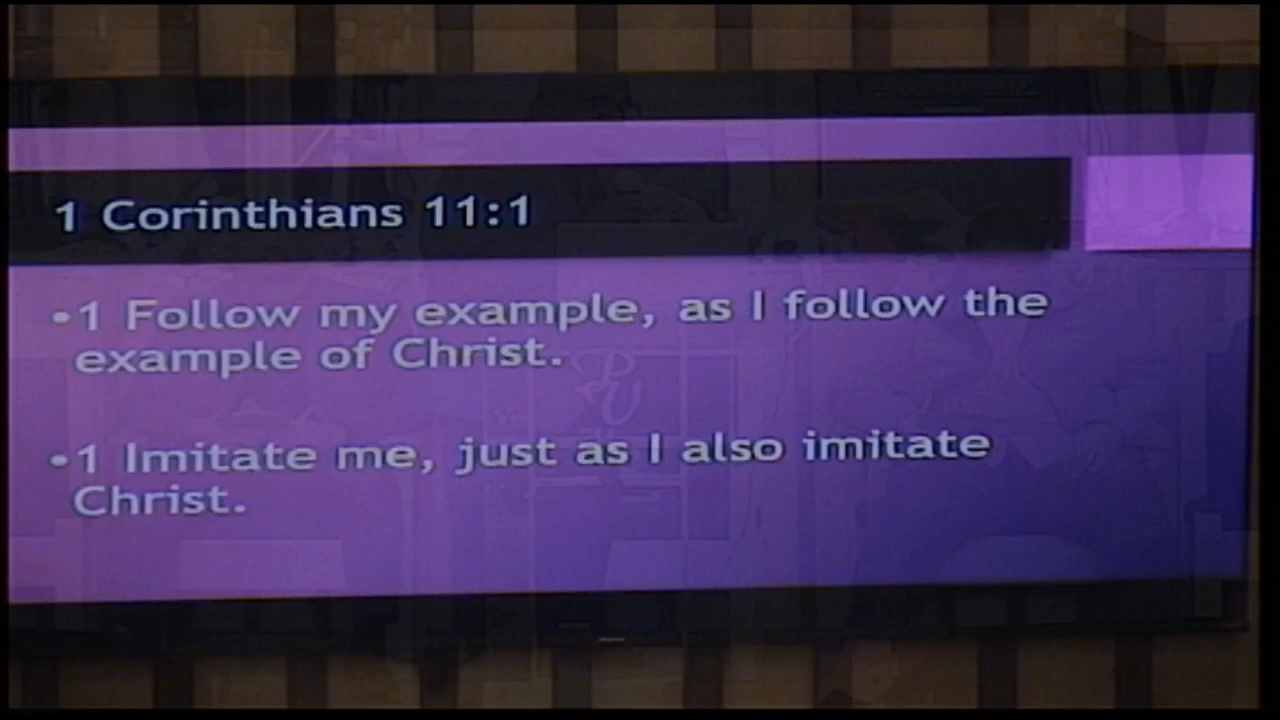 1 Corinthians 11:1
•1 Follow my example, as I follow the
example of Christ.
•1 Imitate me, just as I also imitate
Christ.